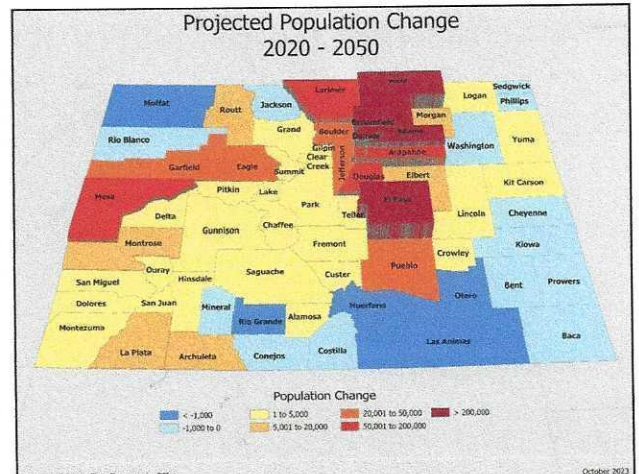 Projected Population Change
2020 - 2050
Moffat
Routt
Jackson
Larimer
Weld
Logan
Sedgwick
Phillips
Rio Blanco
Grand
Boulder
Broomfield
Denver
Adams
Morgan
Washington
Yuma
Garfield
Eagle
Summit
Gilpin
Clear
Creek
Jefferson
Arapahoe
Mesa
Pitkin
Lake
Park
Douglas
Elbert
Kit Carson
Delta
Gunnison
Chaffee
Teller
El Paso
Lincoln
Cheyenne
Montrose
Fremont
Kiowa
Ouray
Hinsdale
Saguache
Custer
Pueblo
Crowley
San Miguel
Dolores
San Juan
Mineral
Rio Grande
Alamosa
Huerfano
Otero
Bent
Prowers
Montezuma
La Plata
Archuleta
Conejos
Costilla
Las Animas
Baca
Population Change
< -1,000
1 to 5,000
20,001 to 50,000
> 200,000
-1,000 to 0
5,001 to 20,000
50,001 to 200,000
October 2023